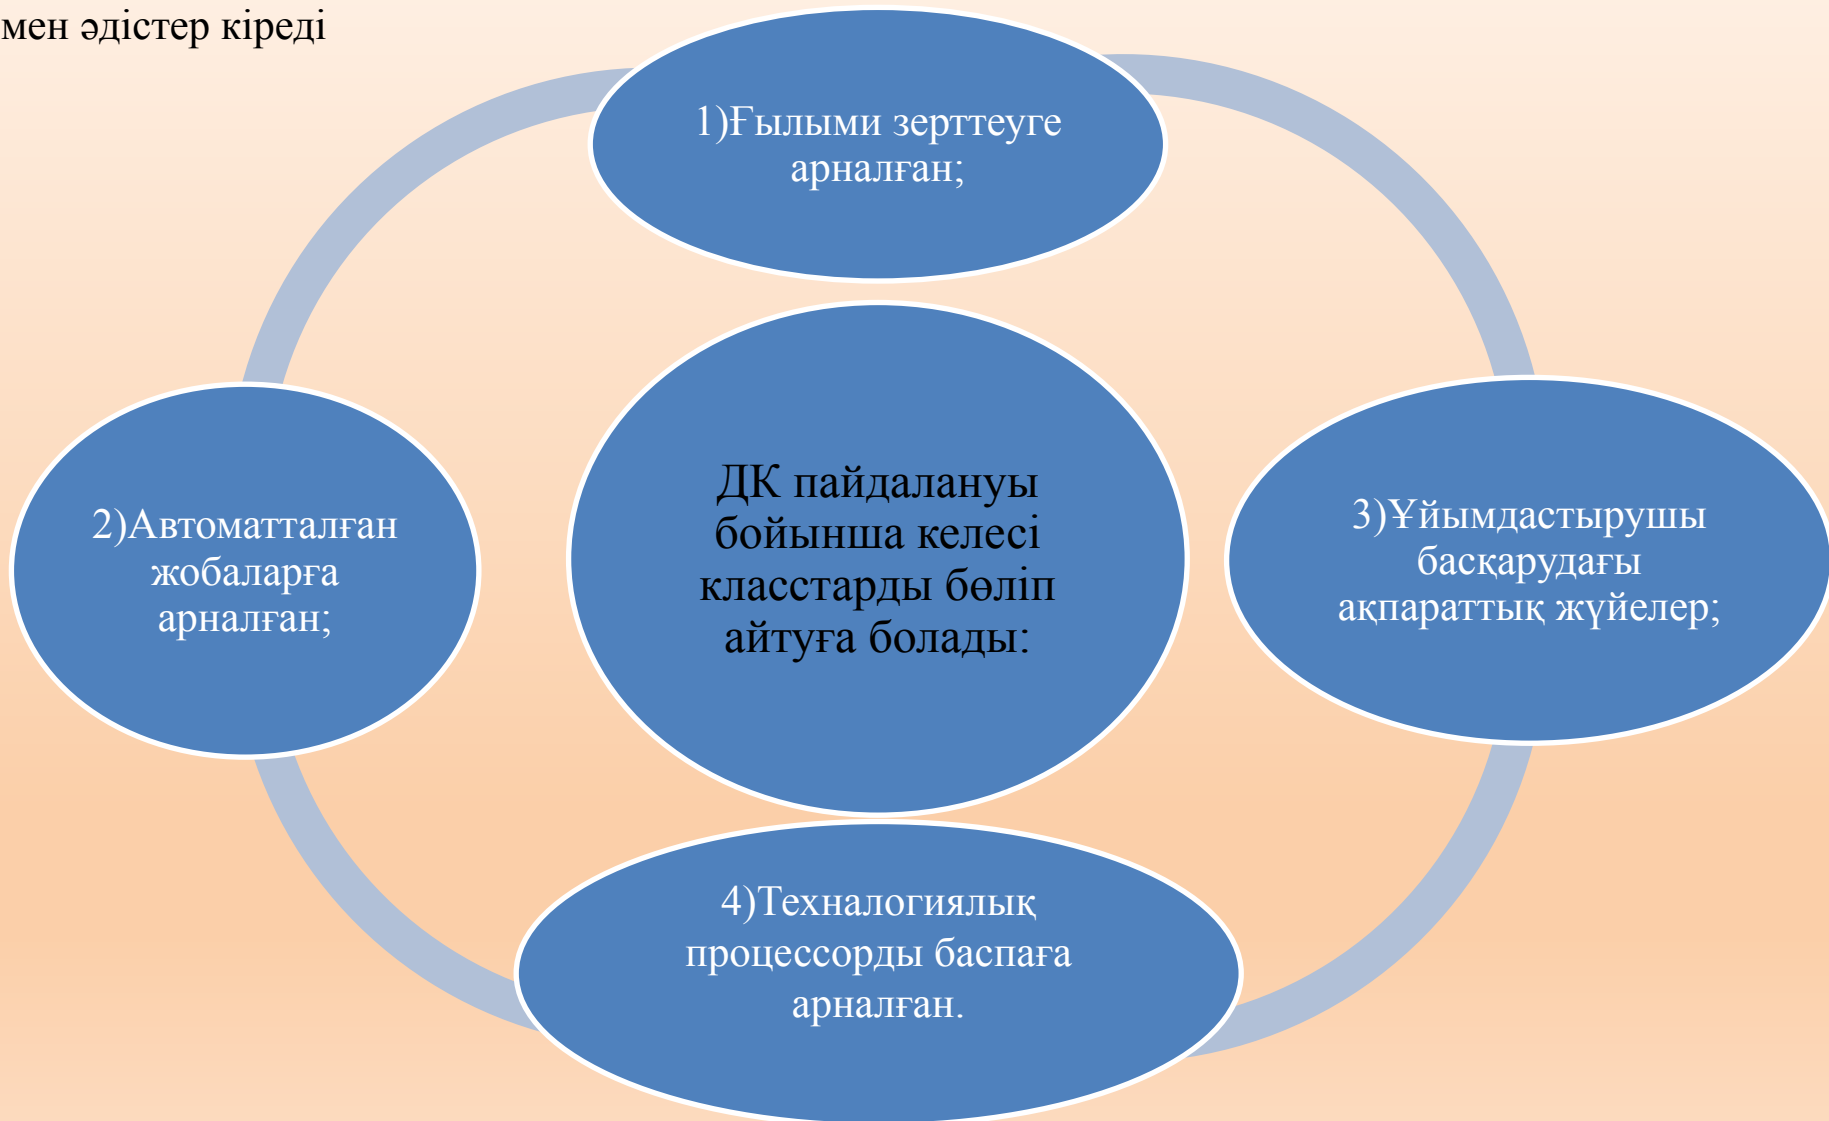 мен әдістер кіреді
1)Ғылыми зерттеуге
арналған;
2)Автоматталған
жобаларға
арналған;
ДК пайдалануы
бойынша келесі
класстарды бөліп
айтуға болады:
3)Ұйымдастырушы
басқарудағы
ақпараттық жүйелер;
4)Техналогиялық
процессорды баспаға
арналған.